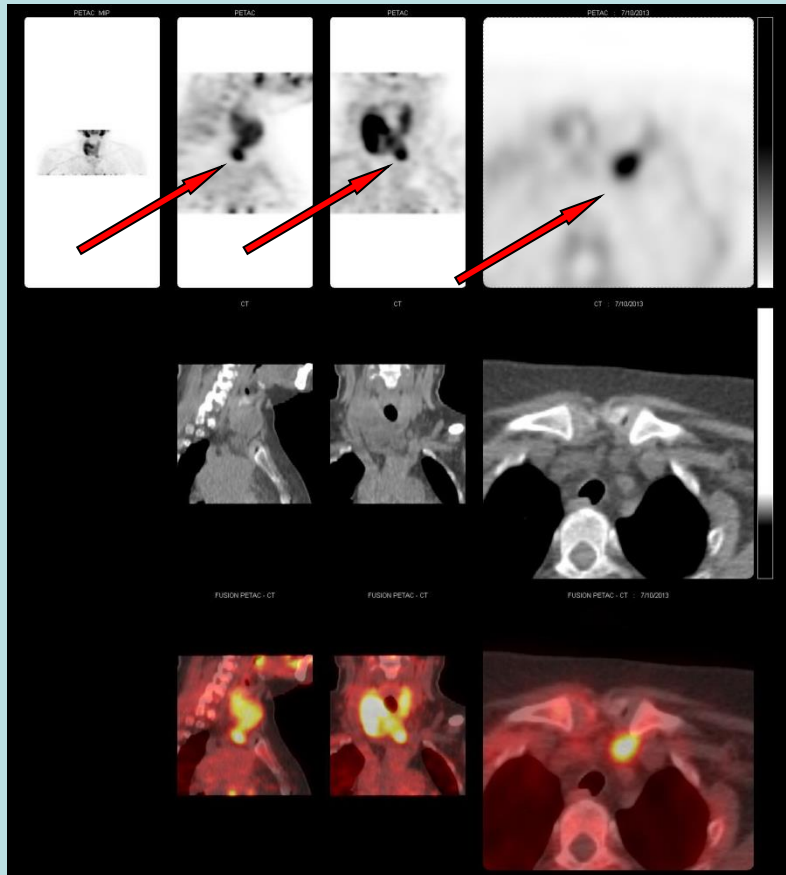 PETAC MIP
PETAC
PETAC
PETAC : 7/10/2013
CT
CT
CT : 7/10/2013
FUSION PETAC - CT
FUSION PETAC - CT
FUSION PETAC - CT : 7/10/2013